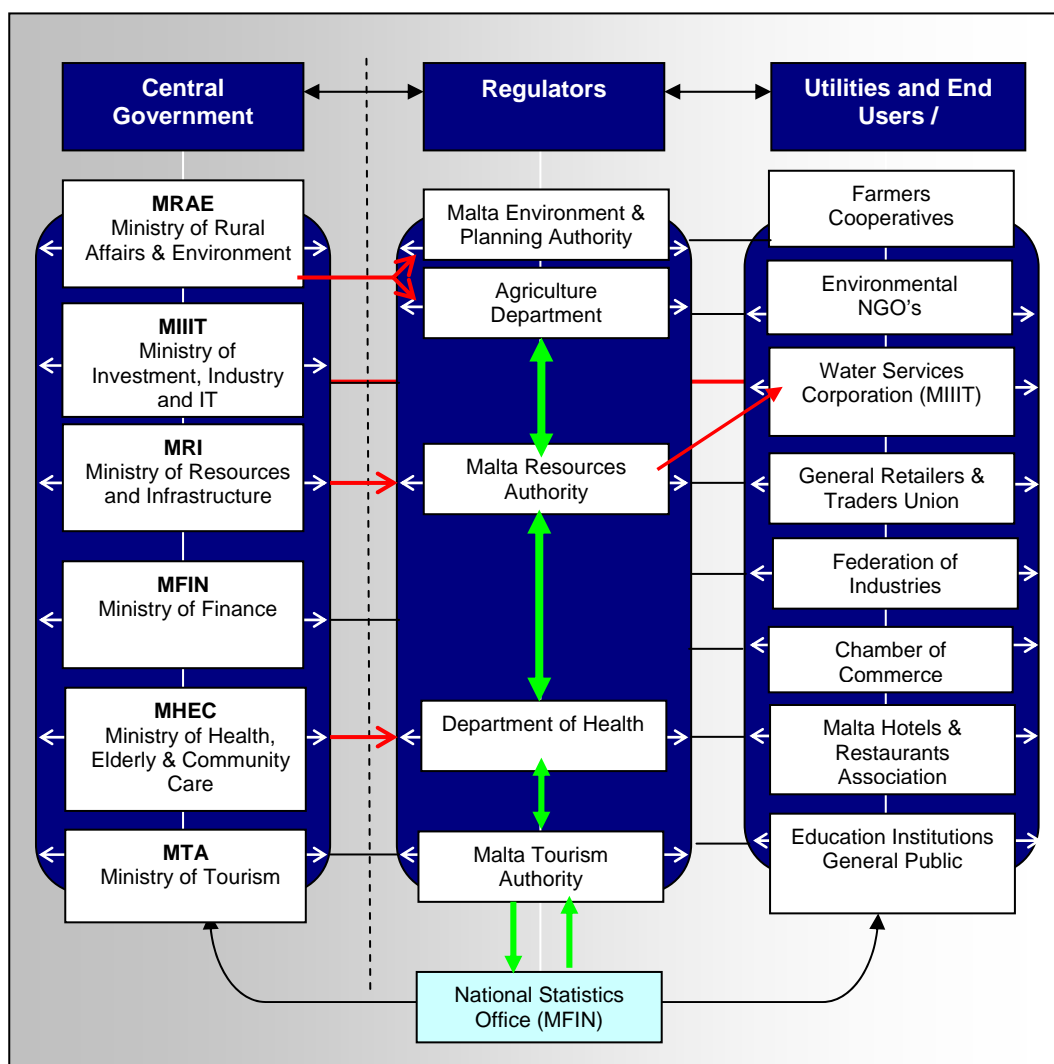 Central
Government
Regulators
Utilities and End
Users /
MRAE
Ministry of Rural
Affairs & Environment
MIIIT
Ministry of
Investment, Industry
and IT
MRI
Ministry of Resources
and Infrastructure
MFIN
Ministry of Finance
MHEC
Ministry of Health,
Elderly & Community
Care
MTA
Ministry of Tourism
Malta Environment &
Planning Authority
Agriculture
Department
Malta Resources
Authority
Department of Health
Malta Tourism
Authority
National Statistics
Office (MFIN)
Farmers
Cooperatives
Environmental
NGO's
Water Services
Corporation (MIIIT)
General Retailers &
Traders Union
Federation of
Industries
Chamber of
Commerce
Malta Hotels &
Restaurants
Association
Education Institutions
General Public